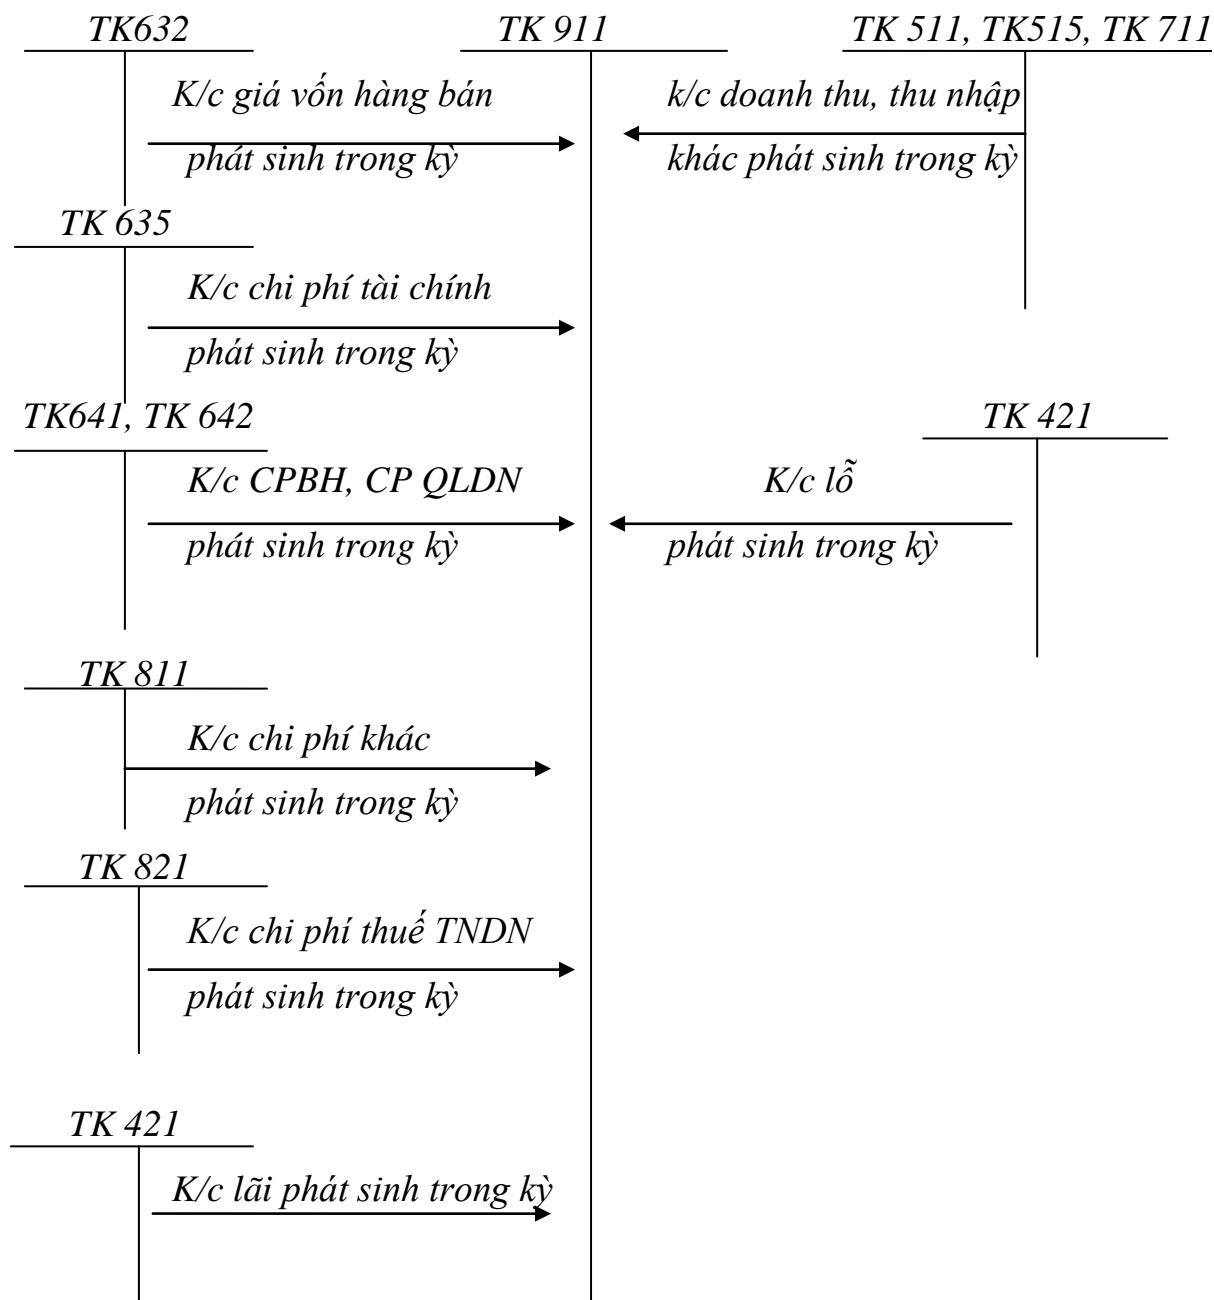 TK632
TK 911
TK 511, TK515, TK 711
K/c giá vốn hàng bán
phát sinh trong kỳ
k/c doanh thu, thu nhập
khác phát sinh trong kỳ
TK 635
K/c chi phí tài chính
phát sinh trong kỳ
TK641, TK 642
TK 421
K/c CPBH, CP QLDN
phát sinh trong kỳ
K/c lỗ
phát sinh trong kỳ
TK 811
K/c chi phí khác
phát sinh trong kỳ
TK 821
K/c chi phí thuế TNDN
phát sinh trong kỳ
TK 421
K/c lãi phát sinh trong kỳ